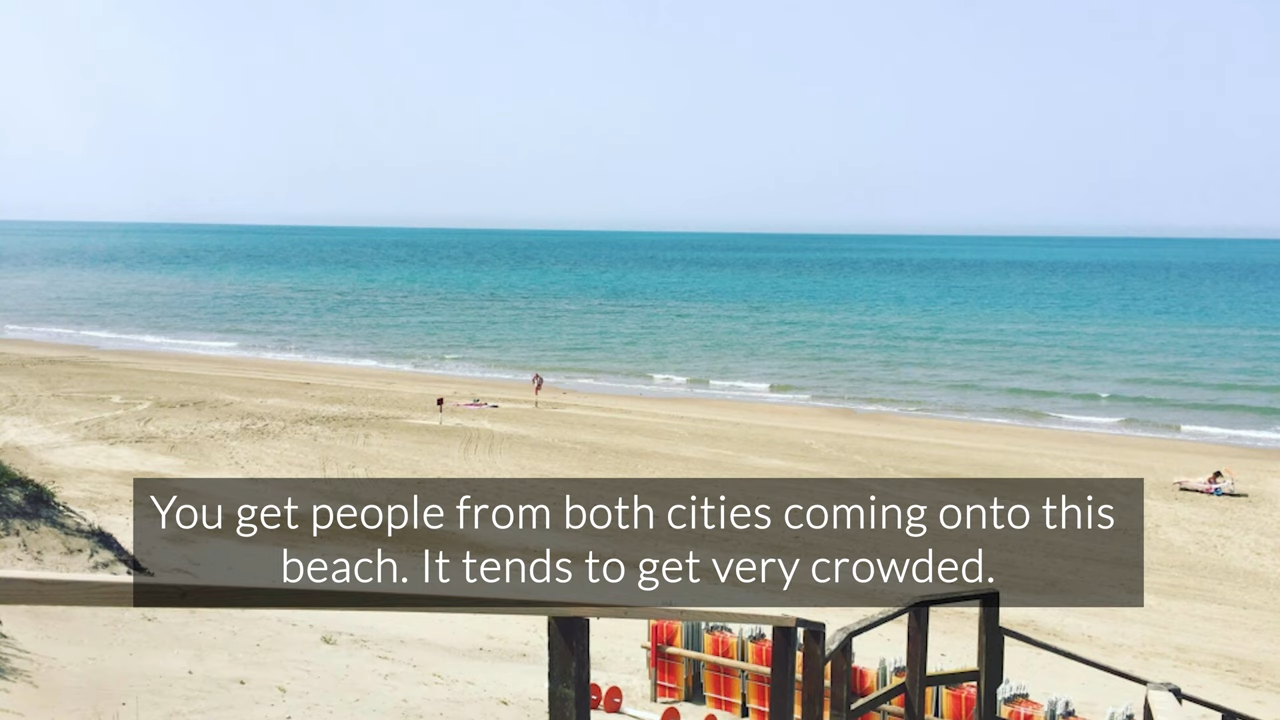 You get people from both cities coming onto this
beach. It tends to get very crowded.